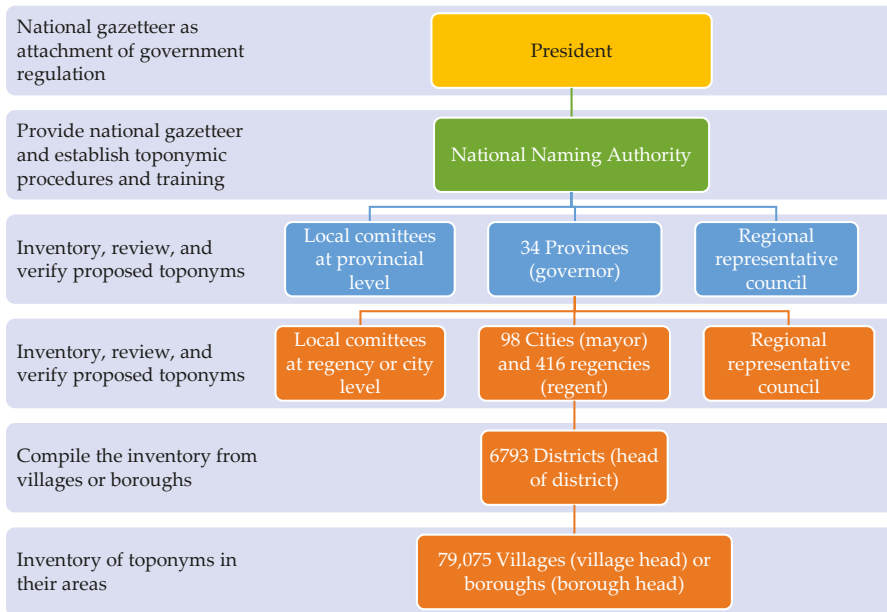 National gazetteer as
attachment of government
regulation
President
Provide national gazetteer
and establish toponymic
procedures and training
National Naming Authority
Inventory, review, and
verify proposed toponyms
Local comittees
at provincial
level
34 Provinces
(governor)
Regional
representative
council
Inventory, review, and
verify proposed toponyms
Local comittees
at regency or city
level
98 Cities (mayor)
and 416 regencies
(regent)
Regional
representative
council
Compile the inventory from
villages or boroughs
6793 Districts (head
of district)
Inventory of toponyms in
their areas
79,075 Villages (village head) or
boroughs (borough head)